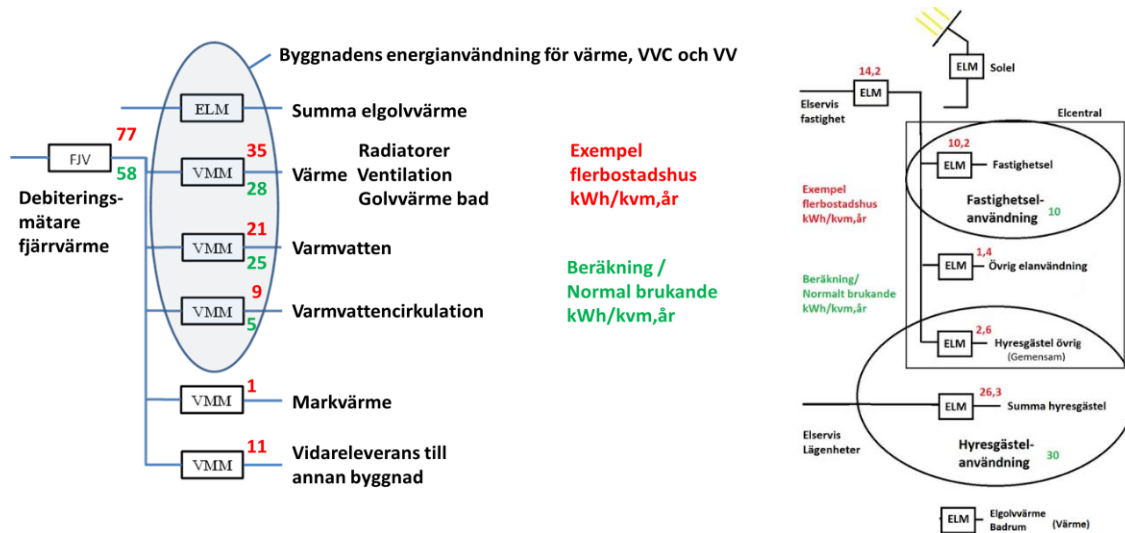 Byggnadens energianvändning för värme, VVC och VV
ELM
Summa elgolvvärme
77
FJV
58
Debiterings-
mätare
fjärrvärme
35
VMM
28
Värme
Radiatorer
Ventilation
Golvvärme bad
Exempel
flerbostadshus
kWh/kvm,år
21
VMM
25
Varmvatten
9
VMM
5
Varmvattencirkulation
Beräkning /
Normal brukande
kWh/kvm,år
1
VMM
Markvärme
11
VMM
Vidareleverans till
annan byggnad
ELM
Solel
14,2
ELM
Elservis
fastighet
Elcentral
10,2
ELM
Fastighetsel
Fastighetsel-
användning
10
Exempel
flerbostadshus
kWh/kvm,år
1,4
ELM
Övrig elanvändning
Beräkning/
Normalt brukande
kWh/kvm,år
2,6
ELM
Hyresgästel övrig
(Gemensam)
26,3
ELM
Summa hyresgästel
Elservis
Lägenheter
Hyresgästel-
användning
30
ELM
Elgolvvärme
Badrum
(Värme)